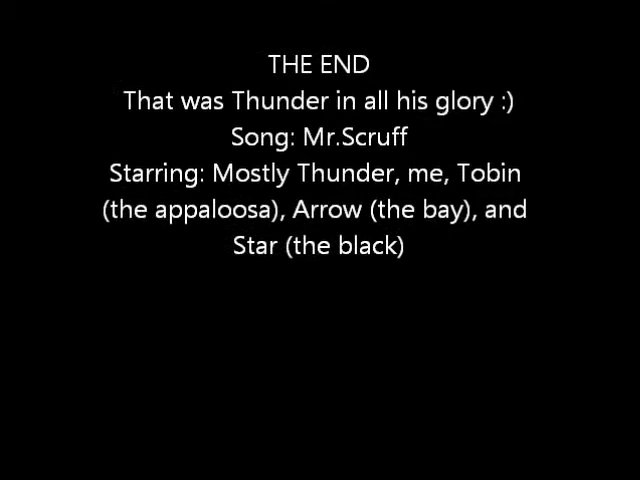 THE END
That was Thunder in all his glory :)
Song: Mr.Scruff
Starring: Mostly Thunder, me, Tobin
(the appaloosa), Arrow (the bay), and
Star (the black)